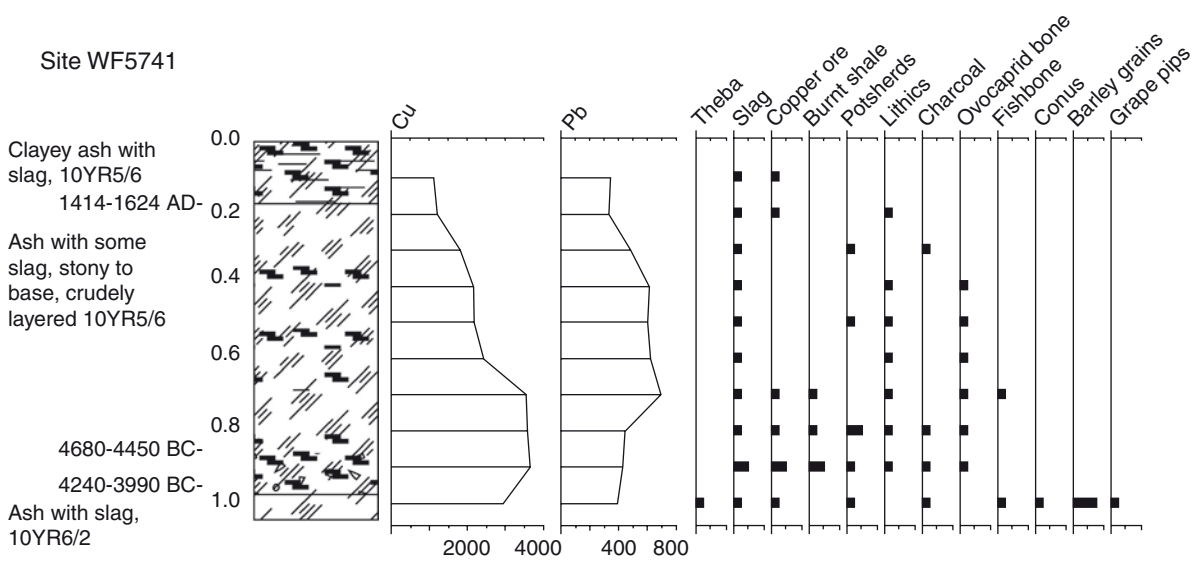 Site WF5741
Cu
Pb
Theba
Slag
Copper ore
Burnt shale
Potsherds
Lithics
Charcoal
Ovocaprid bone
Fishbone
Conus
Barley grains
Grape pips
0.0
Clayey ash with
slag, 10YR5/6
1414-1624 AD-
0.2
Ash with some
slag, stony to
base, crudely
layered 10YR5/6
0.4
0.6
0.8
4680-4450 BC-
4240-3990 BC-
1.0
Ash with slag,
10YR6/2
2000 4000
400 800